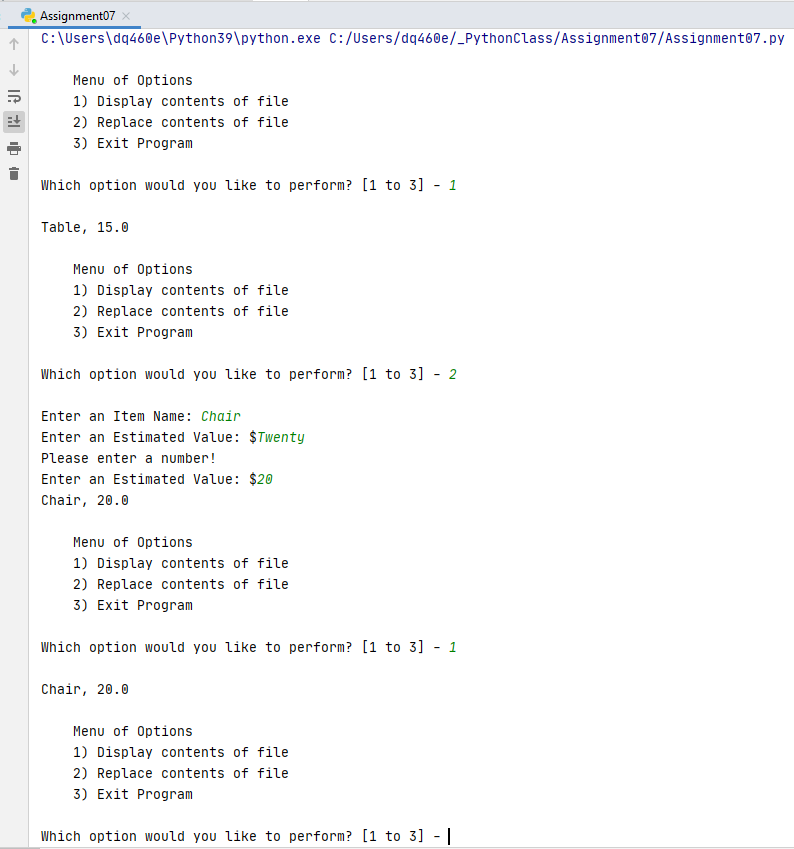 Assignment07
C:\Users\dq460e\Python39\python.exe C:/Users/dq460e/_PythonClass/Assignment07/Assignment07.py
Menu of Options
1) Display contents of file
2) Replace contents of file
3) Exit Program
Which option would you like to perform? [1 to 3] - 1
Table, 15.0
Menu of Options
1) Display contents of file
2) Replace contents of file
3) Exit Program
Which option would you like to perform? [1 to 3] - 2
Enter an Item Name: Chair
Enter an Estimated Value: $Twenty
Please enter a number!
Enter an Estimated Value: $20
Chair, 20.0
Menu of Options
1) Display contents of file
2) Replace contents of file
3) Exit Program
Which option would you like to perform? [1 to 3] - 1
Chair, 20.0
Menu of Options
1) Display contents of file
2) Replace contents of file
3) Exit Program
Which option would you like to perform? [1 to 3] -